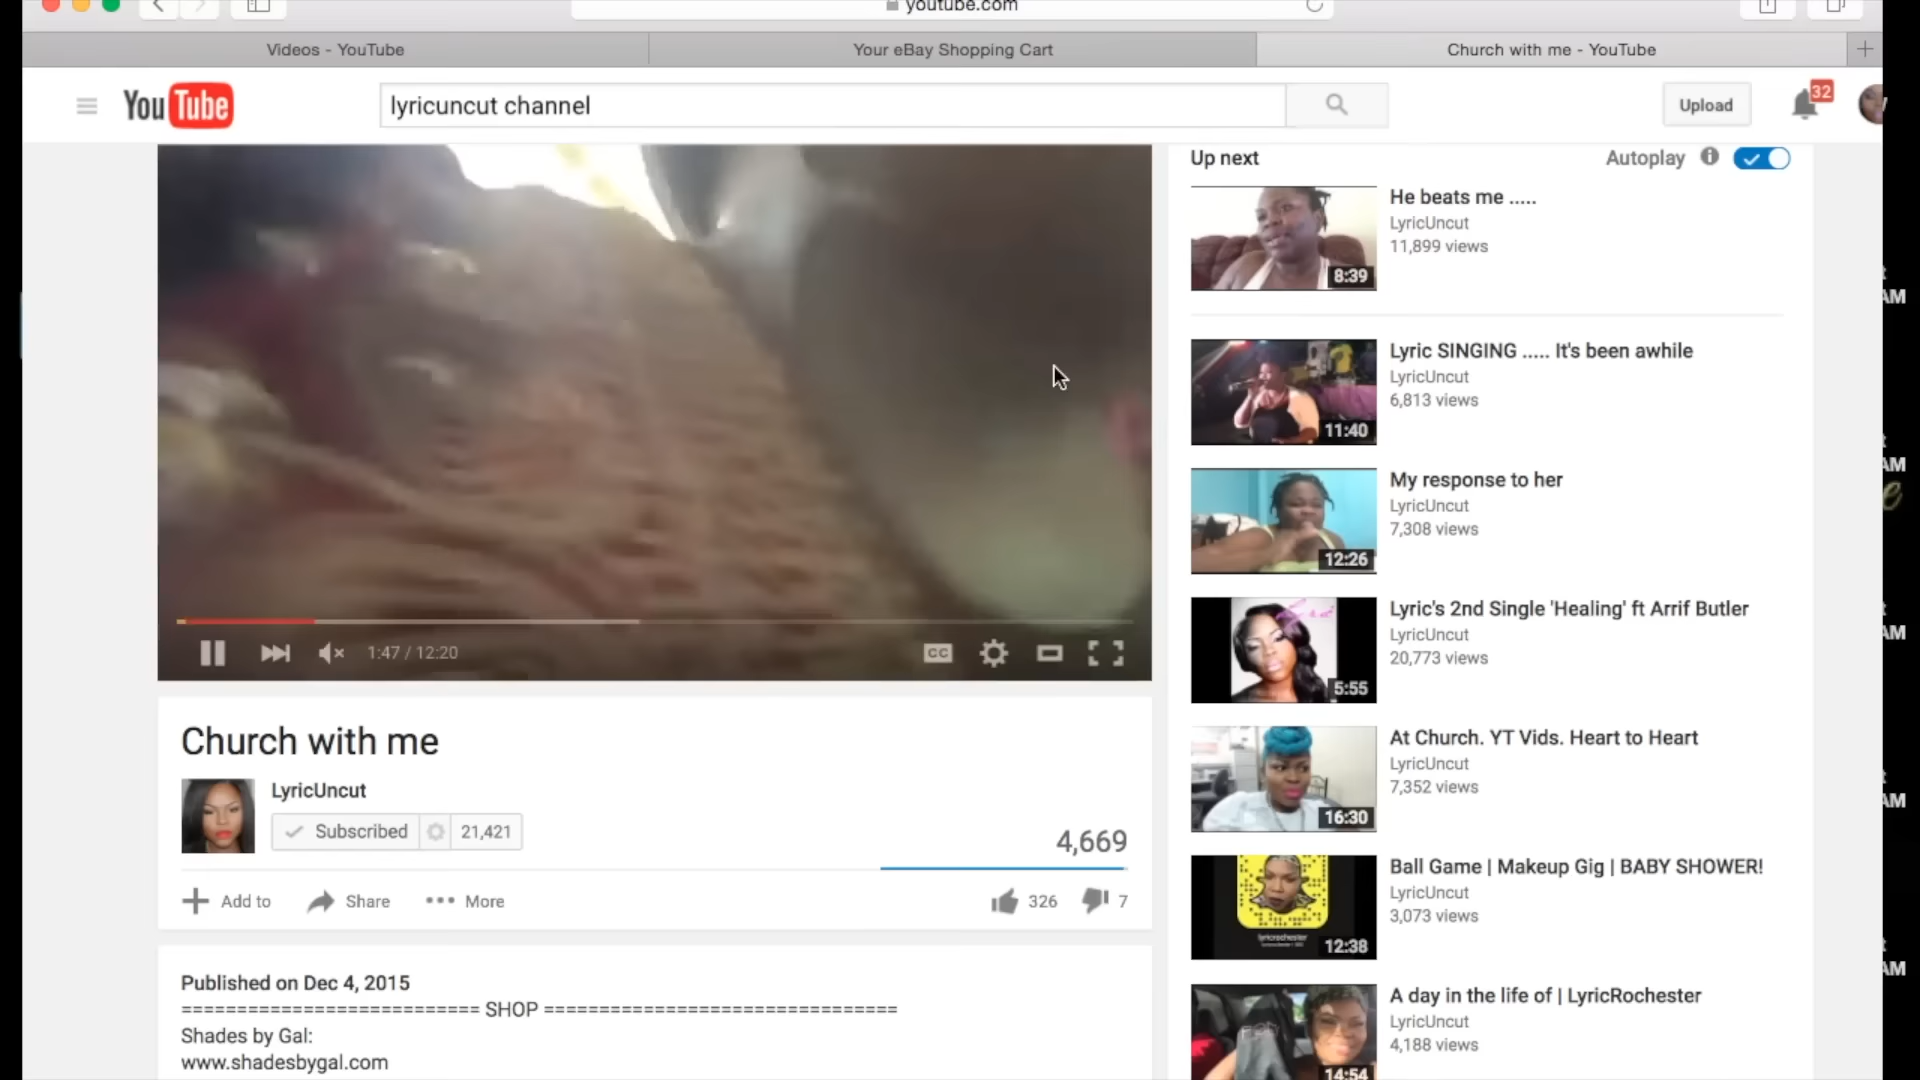 youtube.com
Videos - YouTube
Your eBay Shopping Cart
Church with me - YouTube
YouTube
lyricuncut channel
Upload
32
Up next
Autoplay
He beats me .....
LyricUncut
11,899 views
8:39
Lyric SINGING ..... It's been awhile
LyricUncut
6,813 views
11:40
My response to her
LyricUncut
7,308 views
12:26
Lyric's 2nd Single 'Healing' ft Arrif Butler
LyricUncut
20,773 views
5:55
At Church. YT Vids. Heart to Heart
LyricUncut
7,352 views
16:30
Ball Game | Makeup Gig | BABY SHOWER!
LyricUncut
3,073 views
12:38
A day in the life of | LyricRochester
LyricUncut
4,188 views
14:54
1:47 / 12:20
CC
Church with me
LyricUncut
Subscribed
21,421
4,669
Add to
Share
More
326
7
Published on Dec 4, 2015
=========================== SHOP ================================
Shades by Gal:
www.shadesbygal.com
AM
AM
AM
AM
AM